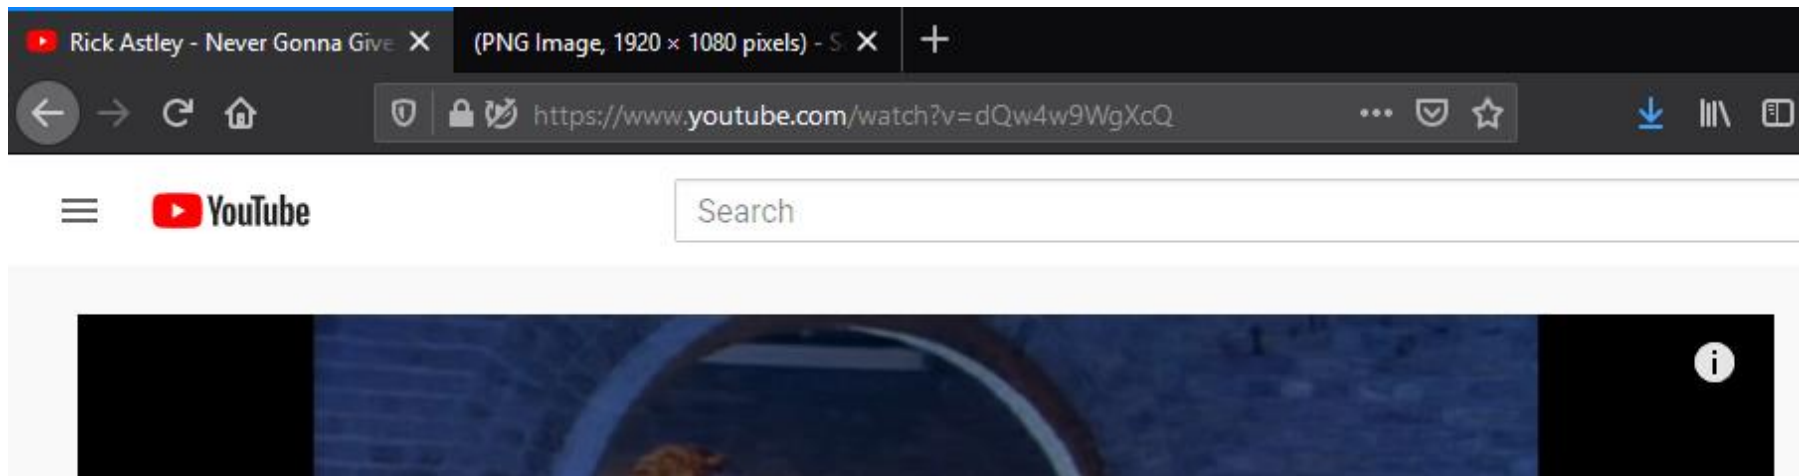 Rick Astley - Never Gonna Give
(PNG Image, 1920 × 1080 pixels) - S
https://www.youtube.com/watch?v=dQw4w9WgXcQ
YouTube
Search